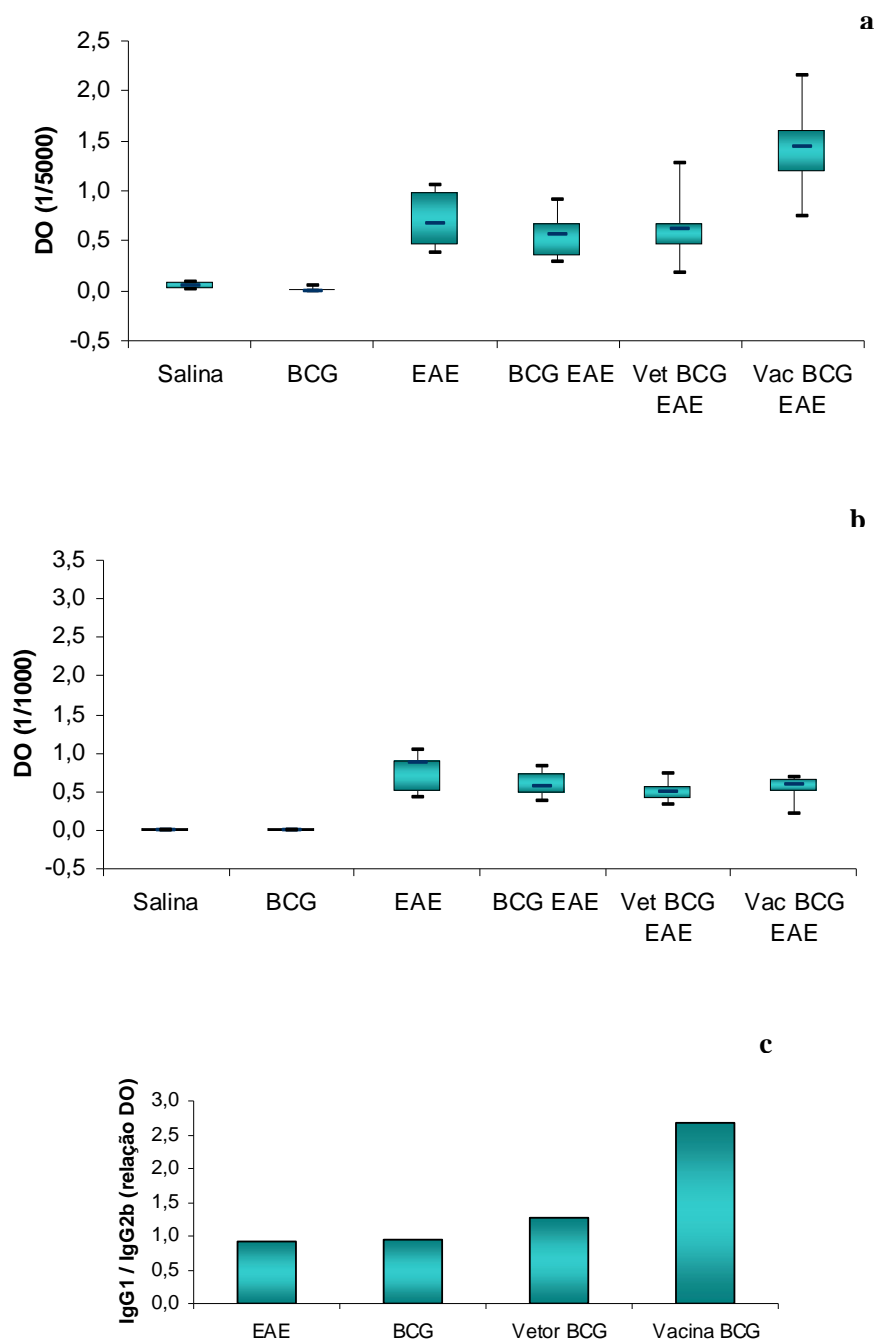 a
2,5
2,0
1,5
1,0
0,5
0,0
-0,5
DO (1/5000)
Salina BCG EAE BCG EAE Vet BCG EAE Vac BCG EAE
b
3,5
3,0
2,5
2,0
1,5
1,0
0,5
0,0
-0,5
DO (1/1000)
Salina BCG EAE BCG EAE Vet BCG EAE Vac BCG EAE
c
3,0
2,5
2,0
1,5
1,0
0,5
0,0
IgG1 / IgG2b (relação DO)
EAE BCG Vetor BCG Vacina BCG